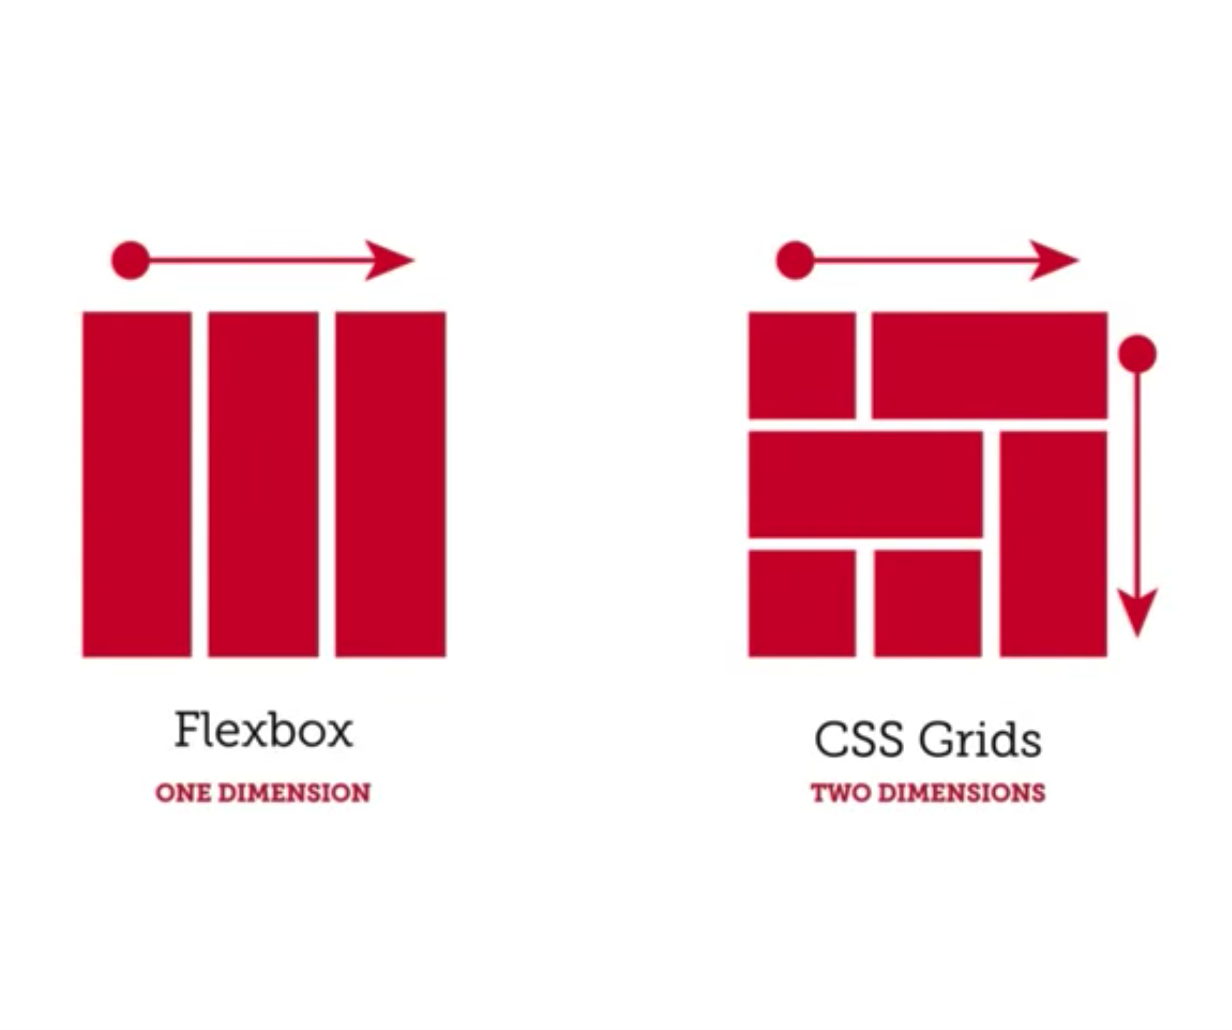 Flexbox
ONE DIMENSION
CSS Grids
TWO DIMENSIONS